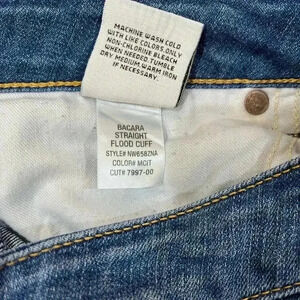 MACHINE WASH COLD
WITH LIKE COLORS.ONLY
NON-CHLORINE BLEACH
WHEN NEEDED.TUMBLE
DRY MEDIUM.WARM IRON
IF NECESSARY.
BACARA
STRAIGHT
FLOOD CUFF
STYLE# NW658ZNA
COLOR# MCIT
CUT# 7997-00